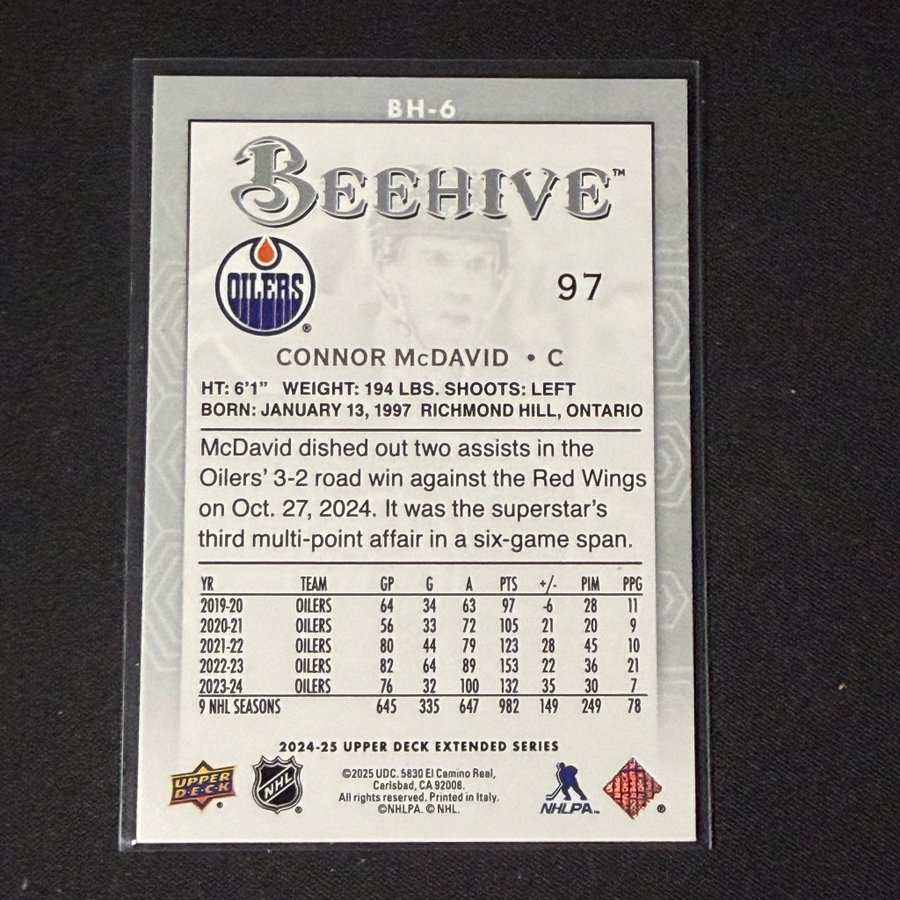 BH-6
BEEHIVE™
OILERS ®
97
CONNOR McDAVID • C
HT: 6'1" WEIGHT: 194 LBS. SHOOTS: LEFT
BORN: JANUARY 13, 1997 RICHMOND HILL, ONTARIO
McDavid dished out two assists in the
Oilers' 3-2 road win against the Red Wings
on Oct. 27, 2024. It was the superstar's
third multi-point affair in a six-game span.
YR TEAM GP G A PTS +/- PIM PPG
2019-20 OILERS 64 34 63 97 -6 28 11
2020-21 OILERS 56 33 72 105 21 20 9
2021-22 OILERS 80 44 79 123 28 45 10
2022-23 OILERS 82 64 89 153 22 36 21
2023-24 OILERS 76 32 100 132 35 30 7
9 NHL SEASONS 645 335 647 982 149 249 78
2024-25 UPPER DECK EXTENDED SERIES
UPPER DECK ®
NHL ®
©2025 UDC. 5830 El Camino Real,
Carlsbad, CA 92008.
All rights reserved. Printed in Italy.
©NHLPA. © NHL.
NHLPA™
®